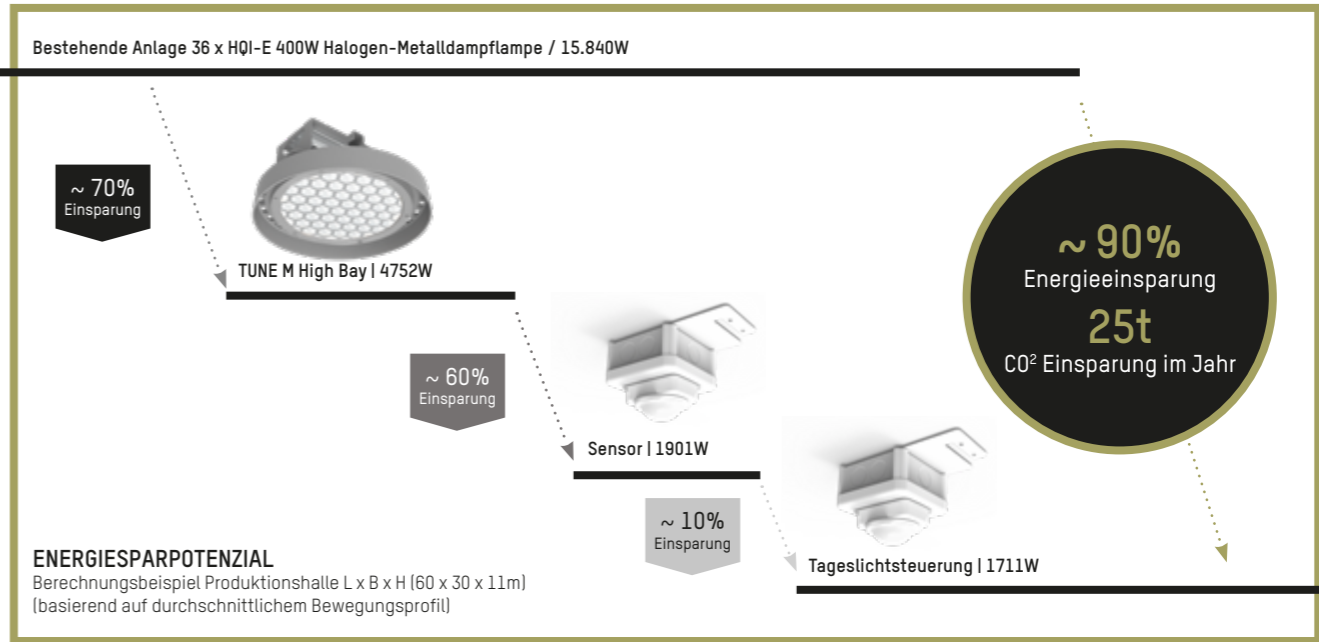 Bestehende Anlage 36 x HQI-E 400W Halogen-Metalldampflampe / 15.840W
~ 70%
Einsparung
TUNE M High Bay | 4752W
~ 60%
Einsparung
Sensor | 1901W
~ 10%
Einsparung
Tageslichtsteuerung | 1711W
~ 90%
Energieeinsparung
25t
CO² Einsparung im Jahr
ENERGIESPARPOTENZIAL
Berechnungsbeispiel Produktionshalle L x B x H (60 x 30 x 11m)
(basierend auf durchschnittlichem Bewegungsprofil)